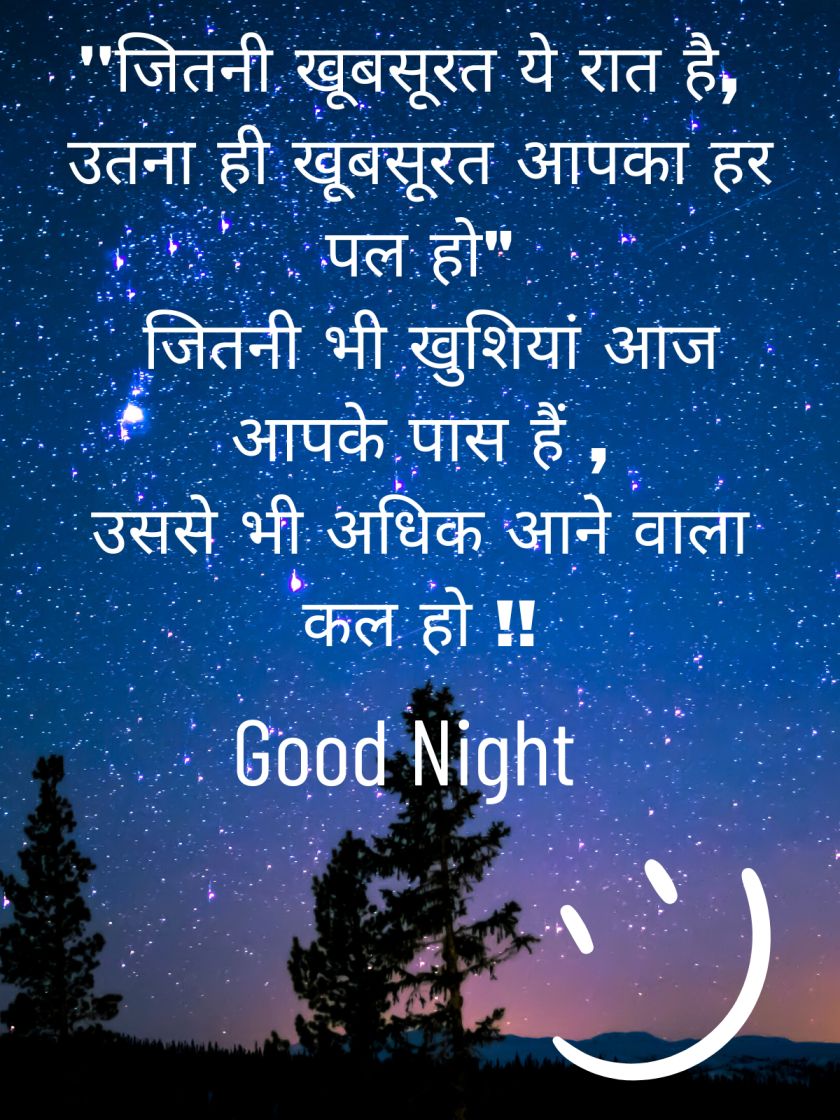 "जितनी खूबसूरत ये रात है,
उतना ही खूबसूरत आपका हर
पल हो"
जितनी भी खुशियां आज
आपके पास हैं ,
उससे भी अधिक आने वाला
कल हो !!
Good Night